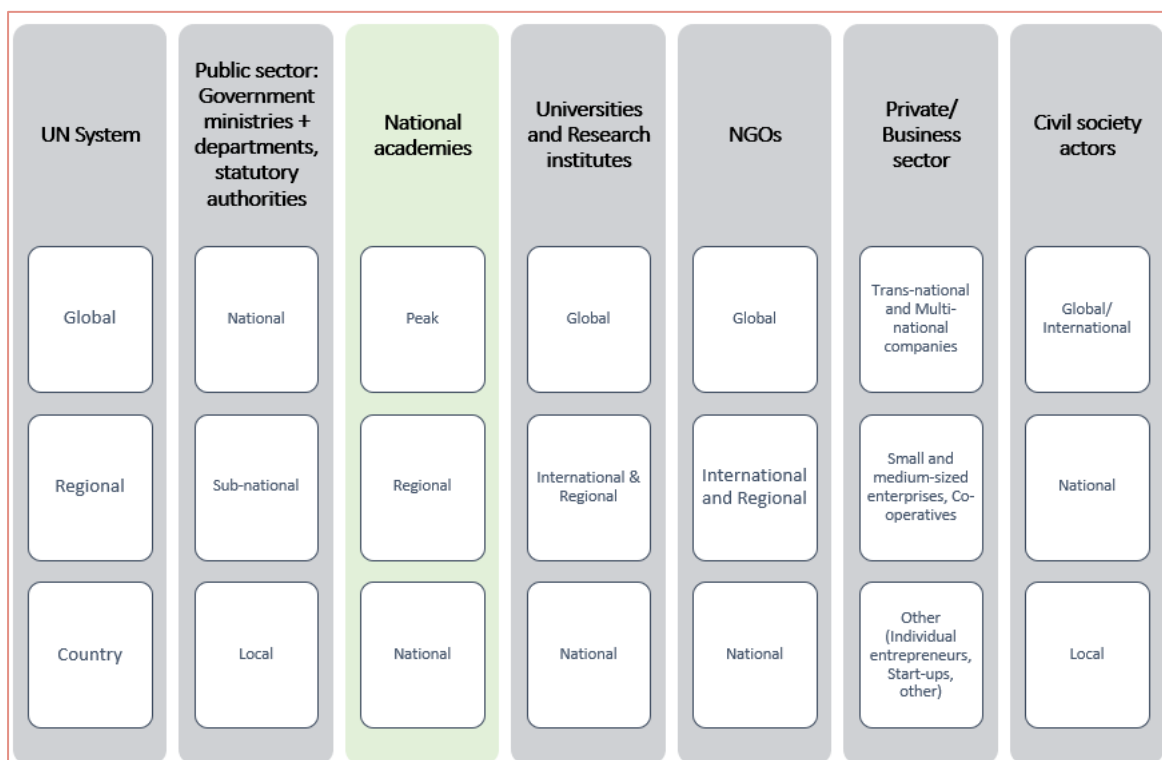 UN System
Public sector:
Government
ministries +
departments,
statutory
authorities
National
academies
Universities
and Research
institutes
NGOs
Private/
Business
sector
Civil society
actors
Global
National
Peak
Global
Global
Trans-national
and Multi-
national
companies
Global/
International
Regional
Sub-national
Regional
International &
Regional
International
and Regional
Small and
medium-sized
enterprises, Co-
operatives
National
Country
Local
National
National
National
Other
(Individual
entrepreneurs,
Start-ups,
other)
Local